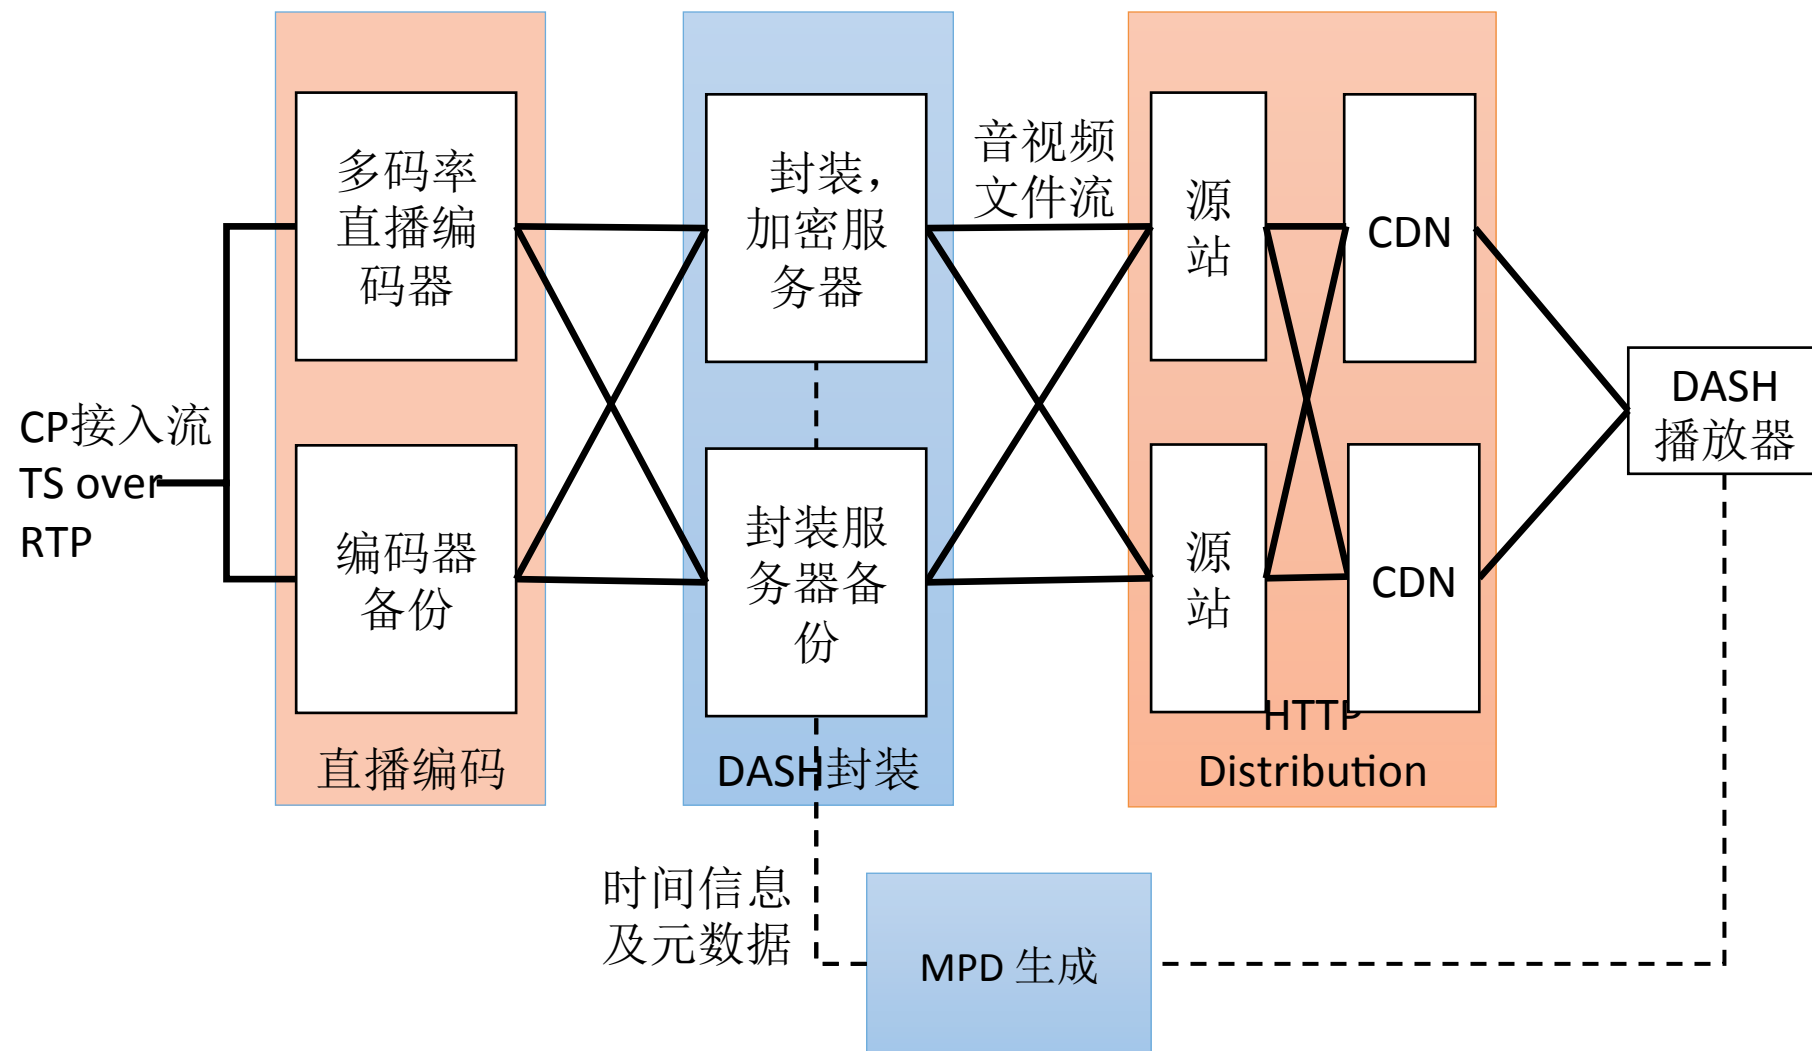 CP接入流
TS over
RTP
多码率
直播编
码器
编码器
备份
直播编码
封装，
加密服
务器
封装服
务器备
份
DASH封装
音视频
文件流
源
站
源
站
CDN
CDN
HTTP
Distribution
DASH
播放器
时间信息
及元数据
MPD 生成